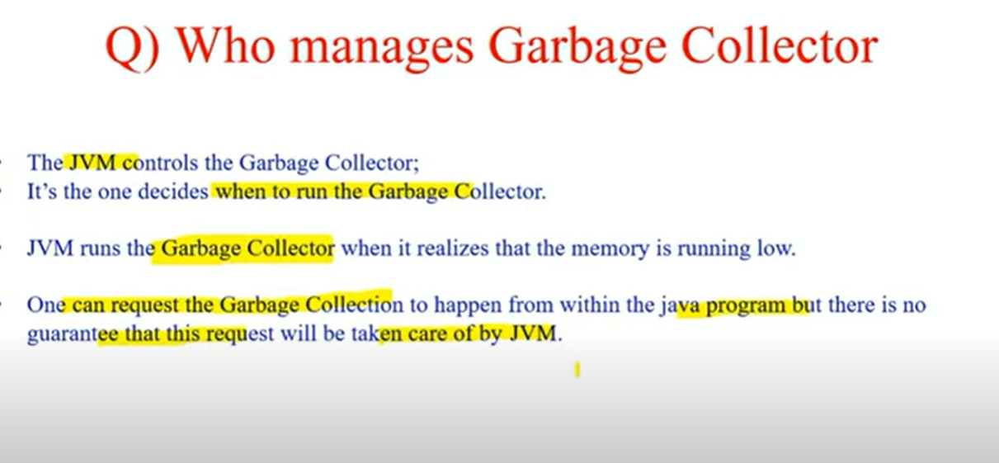 Q) Who manages Garbage Collector
The JVM controls the Garbage Collector;
It's the one decides when to run the Garbage Collector.
JVM runs the Garbage Collector when it realizes that the memory is running low.
One can request the Garbage Collection to happen from within the java program but there is no
guarantee that this request will be taken care of by JVM.